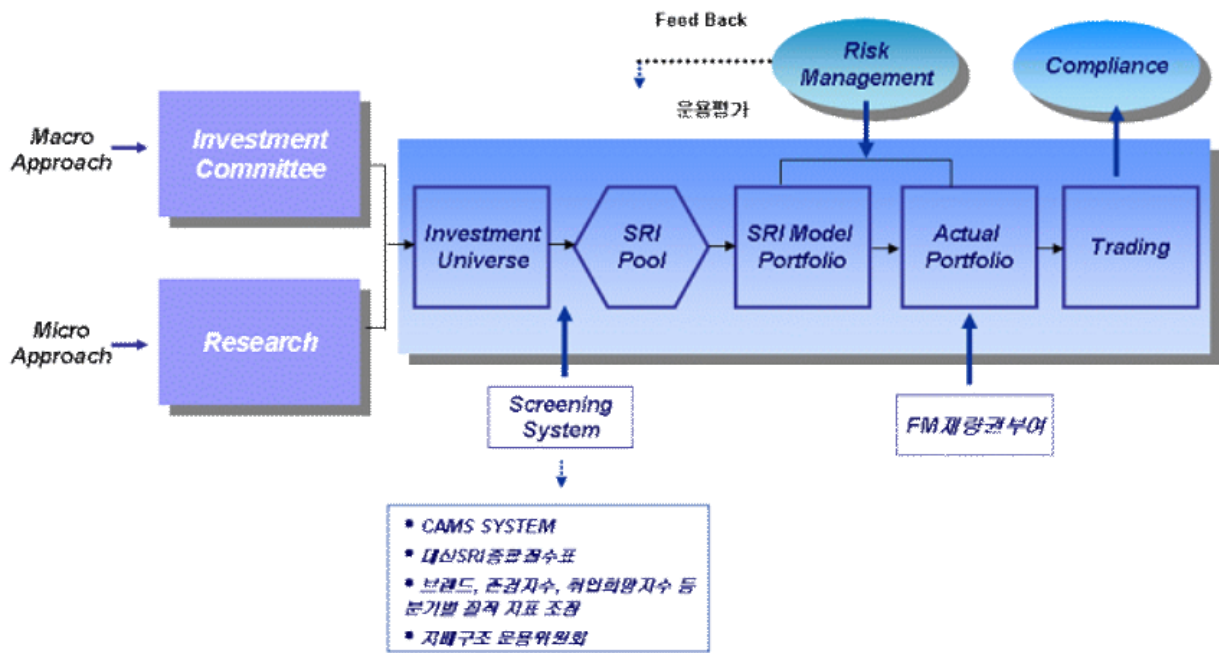 Feed Back
Risk
Management
Compliance
운용평가
Macro
Approach
Investment
Committee
Investment
Universe
SRI
Pool
SRI Model
Portfolio
Actual
Portfolio
Trading
Micro
Approach
Research
Screening
System
FM재량권부여
• CAMS SYSTEM
• 대신SRI종합점수표
• 브랜드, 존경지수, 취업희망지수 등
분기별 질적 지표 조정
• 지배구조 운용위원회